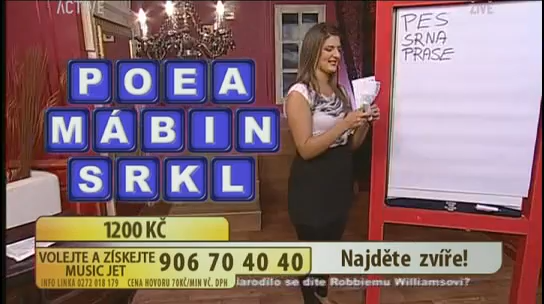 ACTIVE
ŽIVĚ
PES
SRNA
PRASE
POEA
MÁBIN
SRKL
1200 KČ
VOLEJTE A ZÍSKEJTE
MUSIC JET
906 70 40 40
Najděte zvíře!
INFO LINKA 0272 018 179
CENA HOVORU 70KČ/MIN VČ. DPH
Narodilo se dítě Robbiemu Williamsovi?